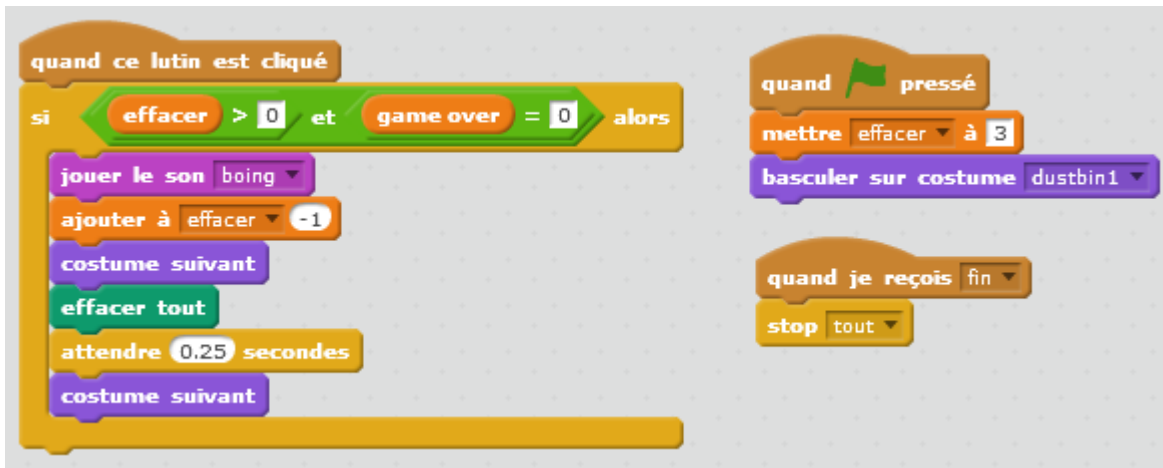 quand ce lutin est cliqué
si effacer > 0 et game over = 0 alors
jouer le son boing
ajouter à effacer -1
costume suivant
effacer tout
attendre 0.25 secondes
costume suivant
quand pressé
mettre effacer à 3
basculer sur costume dustbin1
quand je reçois fin
stop tout